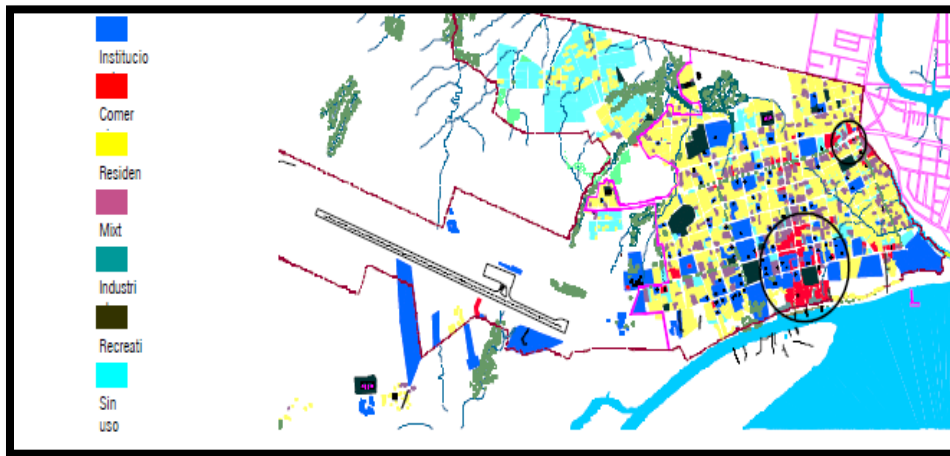 Institucio
Comer
Residen
Mixt
Industri
Recreati
Sin
uso
L